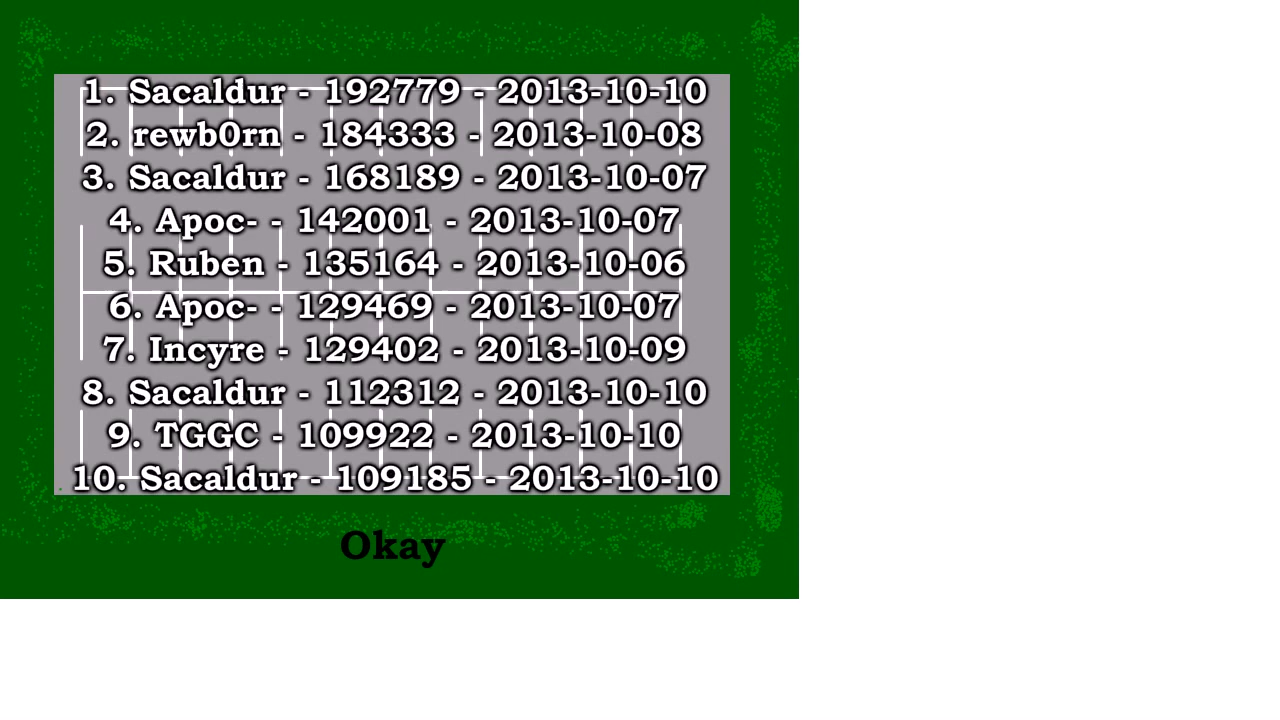 1. Sacaldur - 192779 - 2013-10-10
2. rewb0rn - 184333 - 2013-10-08
3. Sacaldur - 168189 - 2013-10-07
4. Apoc- - 142001 - 2013-10-07
5. Ruben - 135164 - 2013-10-06
6. Apoc- - 129469 - 2013-10-07
7. Incyre - 129402 - 2013-10-09
8. Sacaldur - 112312 - 2013-10-10
9. TGGC - 109922 - 2013-10-10
10. Sacaldur - 109185 - 2013-10-10
Okay